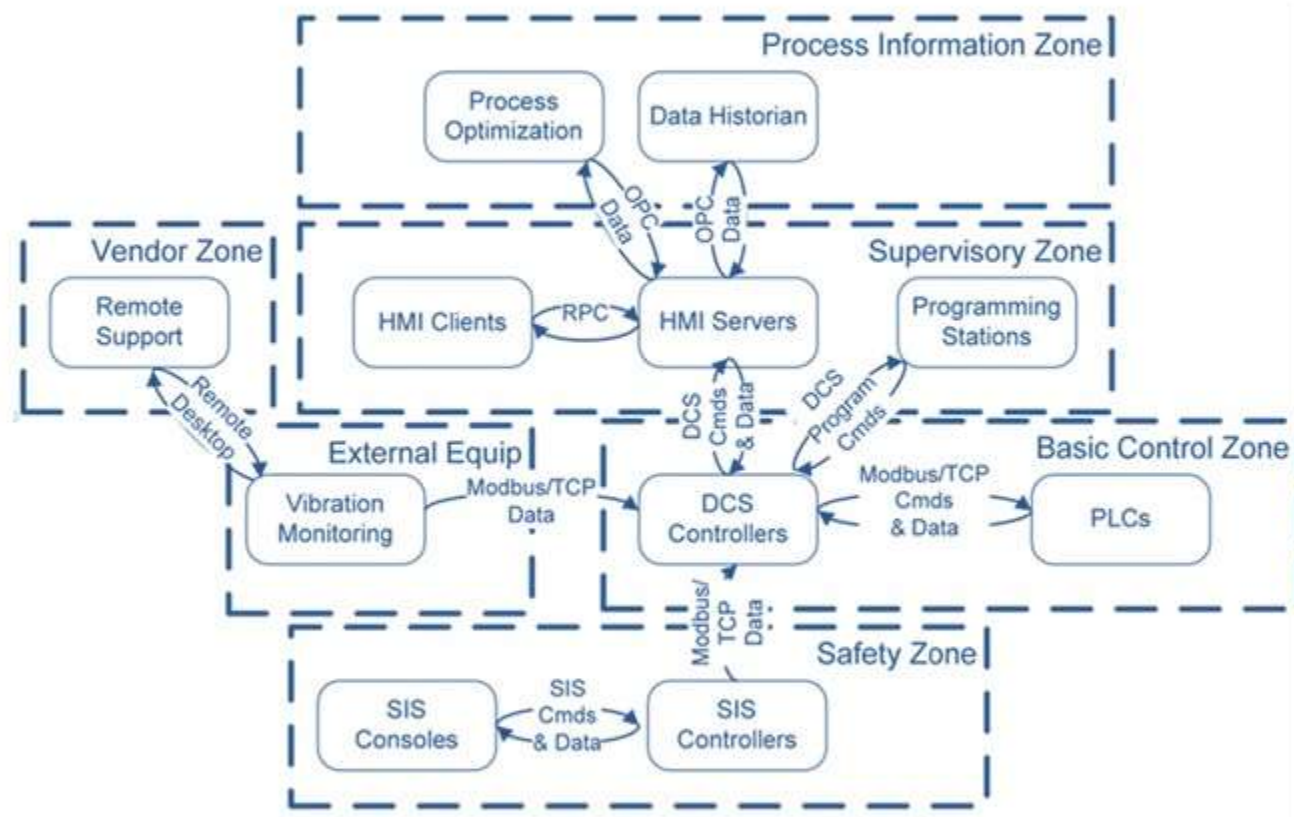 Process Information Zone
Process
Optimization
Data Historian
OPC
Data
OPC
Data
Vendor Zone
Remote
Support
Supervisory Zone
HMI Clients
RPC
HMI Servers
Programming
Stations
Remote
Desktop
DCS
Cmds
& Data
DCS
Program
Cmds
External Equip
Vibration
Monitoring
Modbus/TCP
Data
Basic Control Zone
DCS
Controllers
Modbus/TCP
Cmds
& Data
PLCs
Modbus/
TCP
Data
Safety Zone
SIS
Consoles
SIS
Cmds
& Data
SIS
Controllers